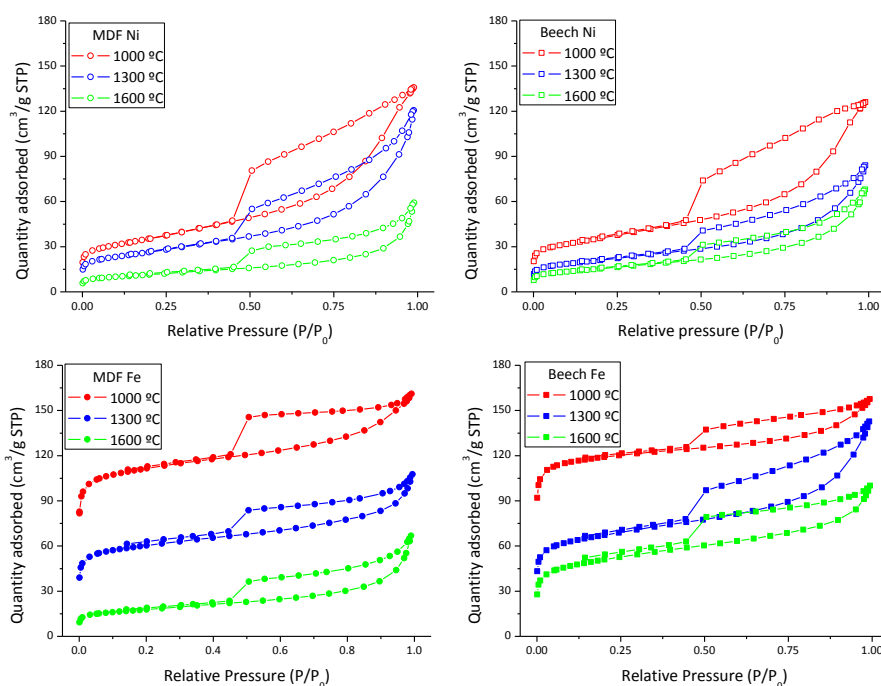 MDF Ni
1000 ºC
1300 ºC
1600 ºC
Quantity adsorbed (cm³/g STP)
180
150
120
90
60
30
0
0.00 0.25 0.50 0.75 1.00
Relative Pressure (P/P₀)
Beech Ni
1000 ºC
1300 ºC
1600 ºC
Quantity adsorbed (cm³/g STP)
180
150
120
90
60
30
0
0.00 0.25 0.50 0.75 1.00
Relative pressure (P/P₀)
MDF Fe
1000 ºC
1300 ºC
1600 ºC
Quantity adsorbed (cm³/g STP)
180
150
120
90
60
30
0
0.0 0.2 0.4 0.6 0.8 1.0
Relative Pressure (P/P₀)
Beech Fe
1000 ºC
1300 ºC
1600 ºC
Quantity adsorbed (cm³/g STP)
180
150
120
90
60
30
0
0.00 0.25 0.50 0.75 1.00
Relative Pressure (P/P₀)